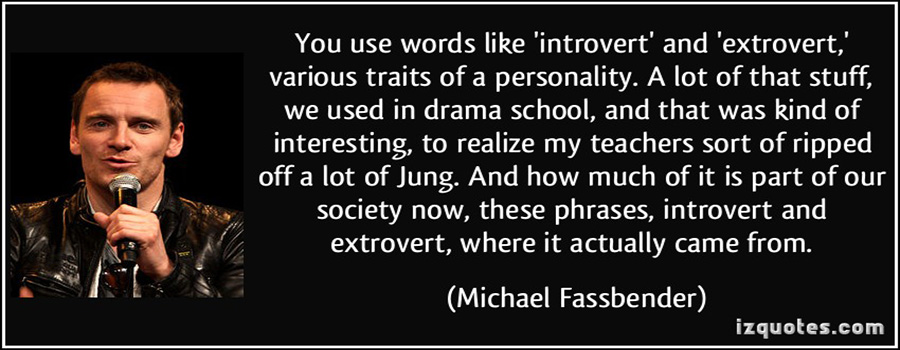 You use words like 'introvert' and 'extrovert,'
various traits of a personality. A lot of that stuff,
we used in drama school, and that was kind of
interesting, to realize my teachers sort of ripped
off a lot of Jung. And how much of it is part of our
society now, these phrases, introvert and
extrovert, where it actually came from.
(Michael Fassbender)
izquotes.com